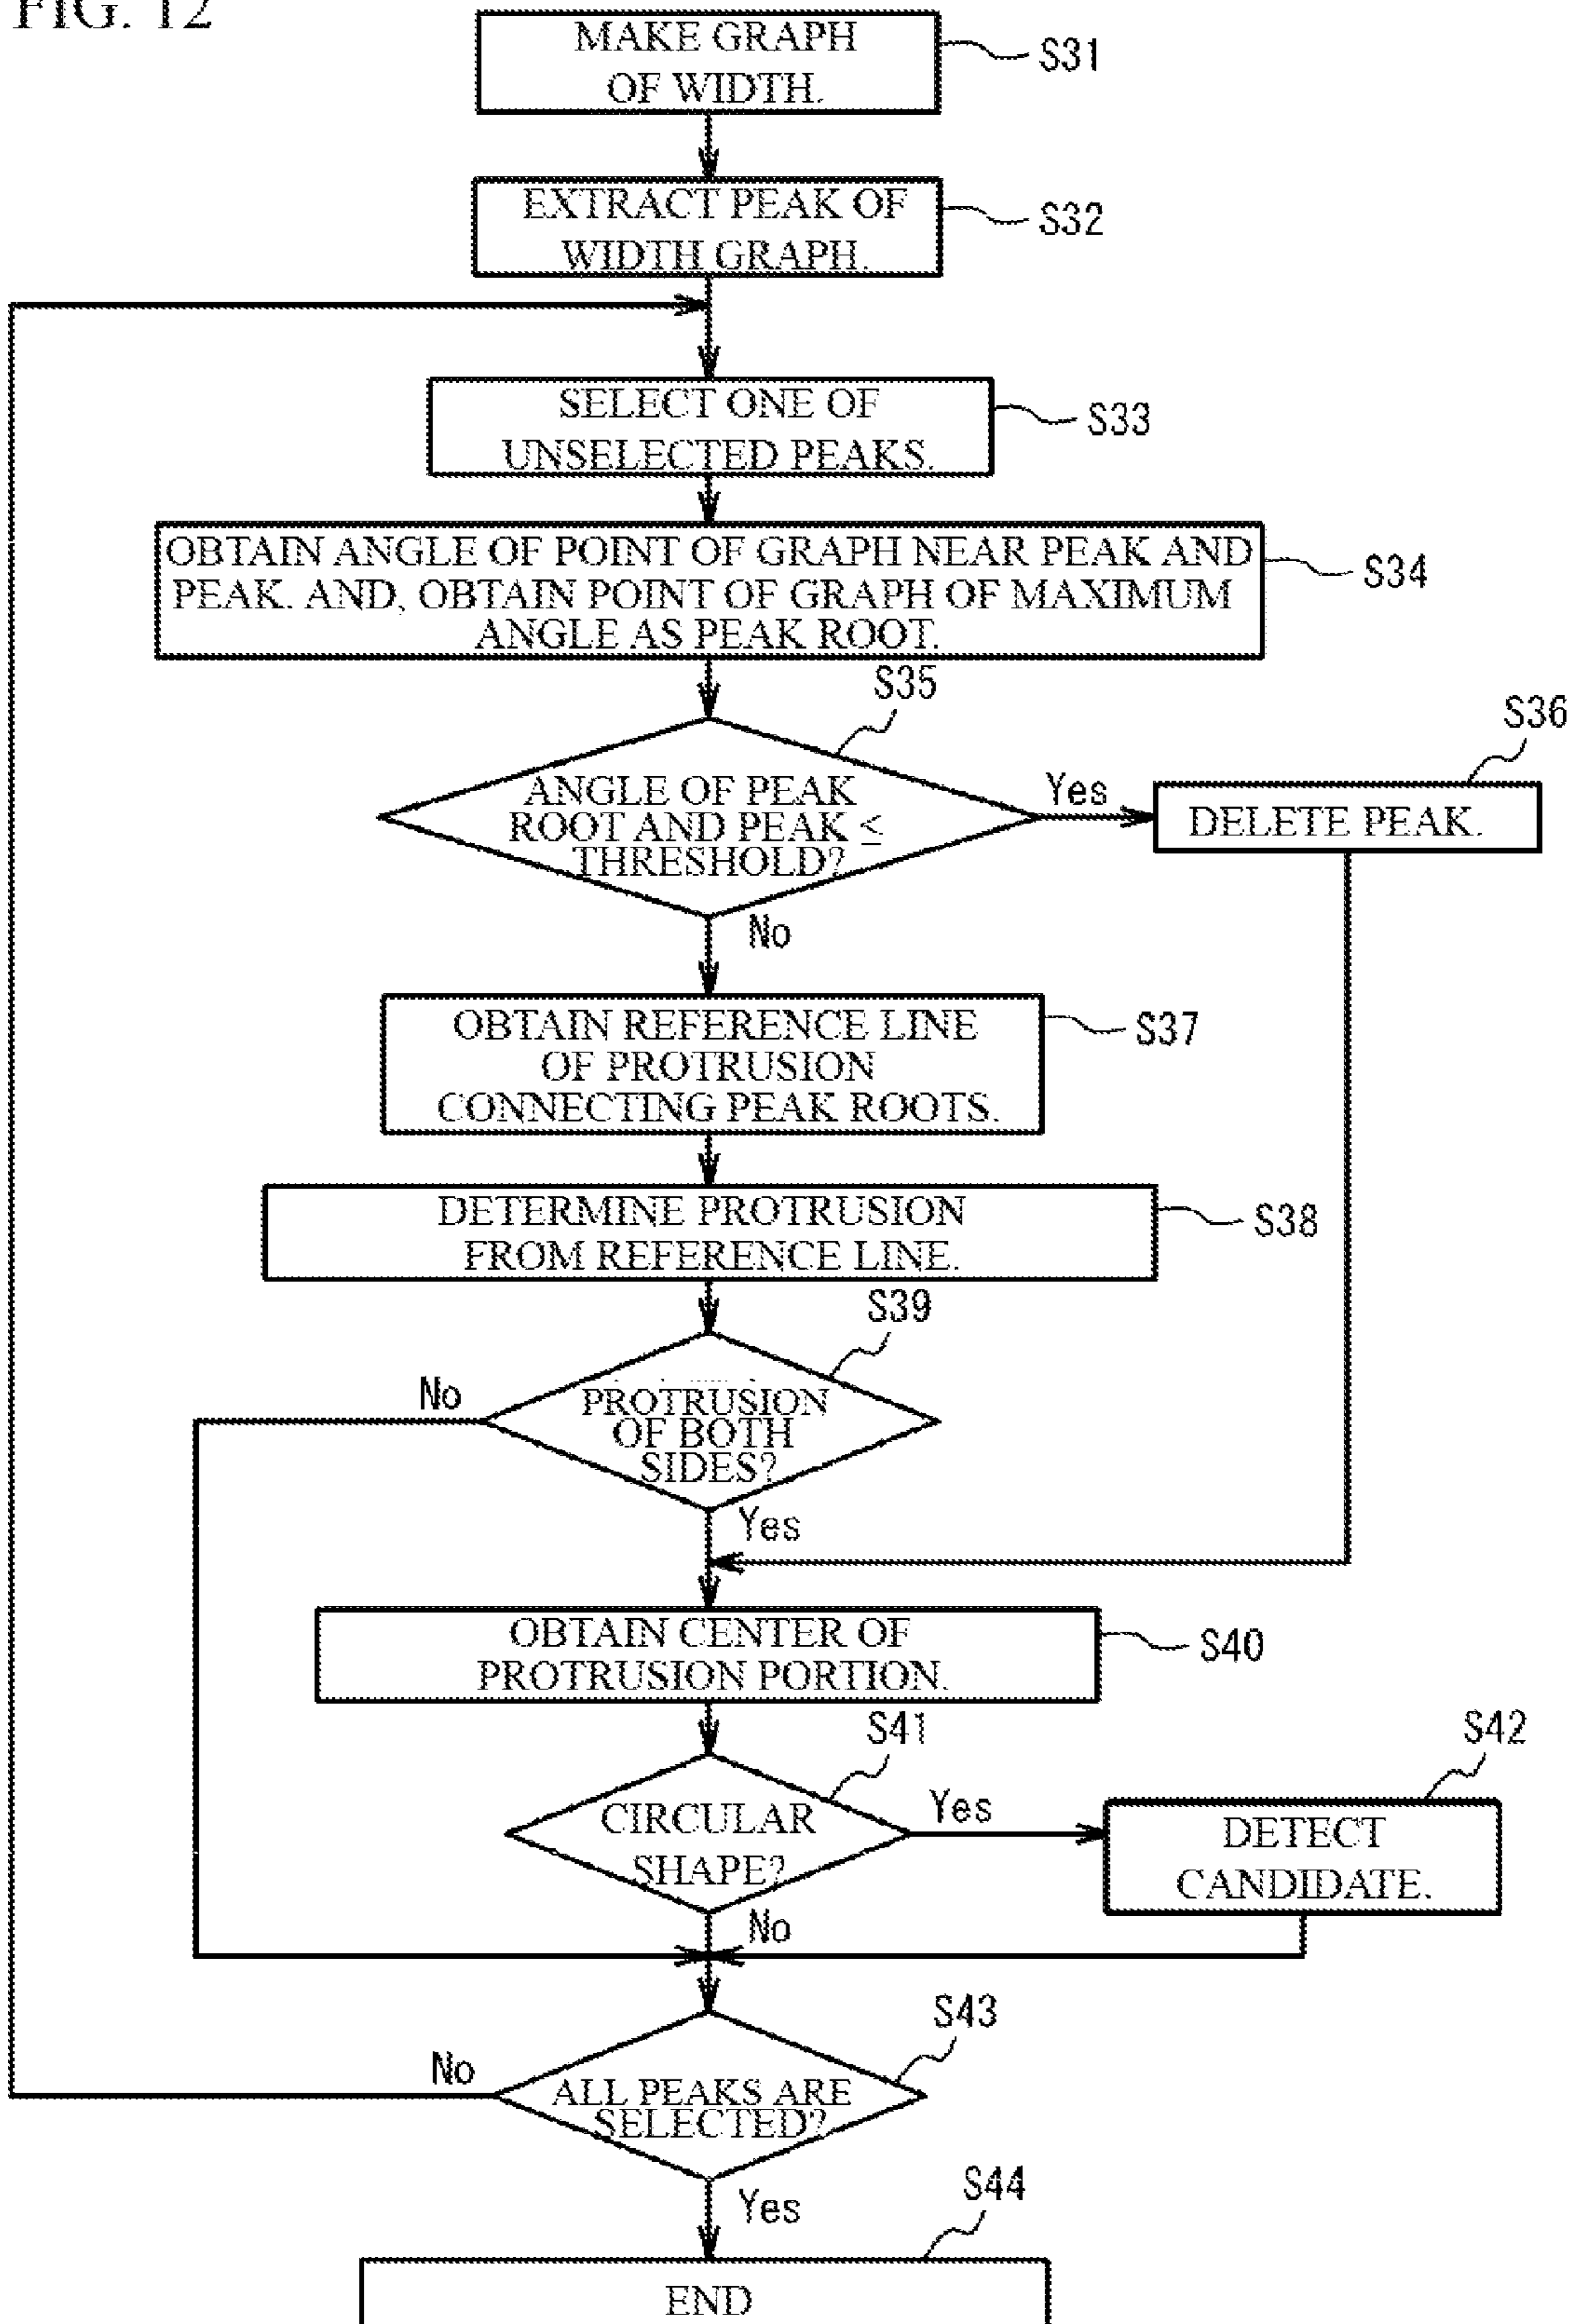 FIG. 12
MAKE GRAPH
OF WIDTH.
S31
EXTRACT PEAK OF
WIDTH GRAPH.
S32
SELECT ONE OF
UNSELECTED PEAKS.
S33
OBTAIN ANGLE OF POINT OF GRAPH NEAR PEAK AND
PEAK. AND, OBTAIN POINT OF GRAPH OF MAXIMUM
ANGLE AS PEAK ROOT.
S34
S35
ANGLE OF PEAK
ROOT AND PEAK ≤
THRESHOLD?
Yes
S36
DELETE PEAK.
No
OBTAIN REFERENCE LINE
OF PROTRUSION
CONNECTING PEAK ROOTS.
S37
DETERMINE PROTRUSION
FROM REFERENCE LINE.
S38
S39
No
PROTRUSION
OF BOTH
SIDES?
Yes
OBTAIN CENTER OF
PROTRUSION PORTION.
S40
S41
CIRCULAR
SHAPE?
Yes
S42
DETECT
CANDIDATE.
No
S43
No
ALL PEAKS ARE
SELECTED?
Yes
S44
END